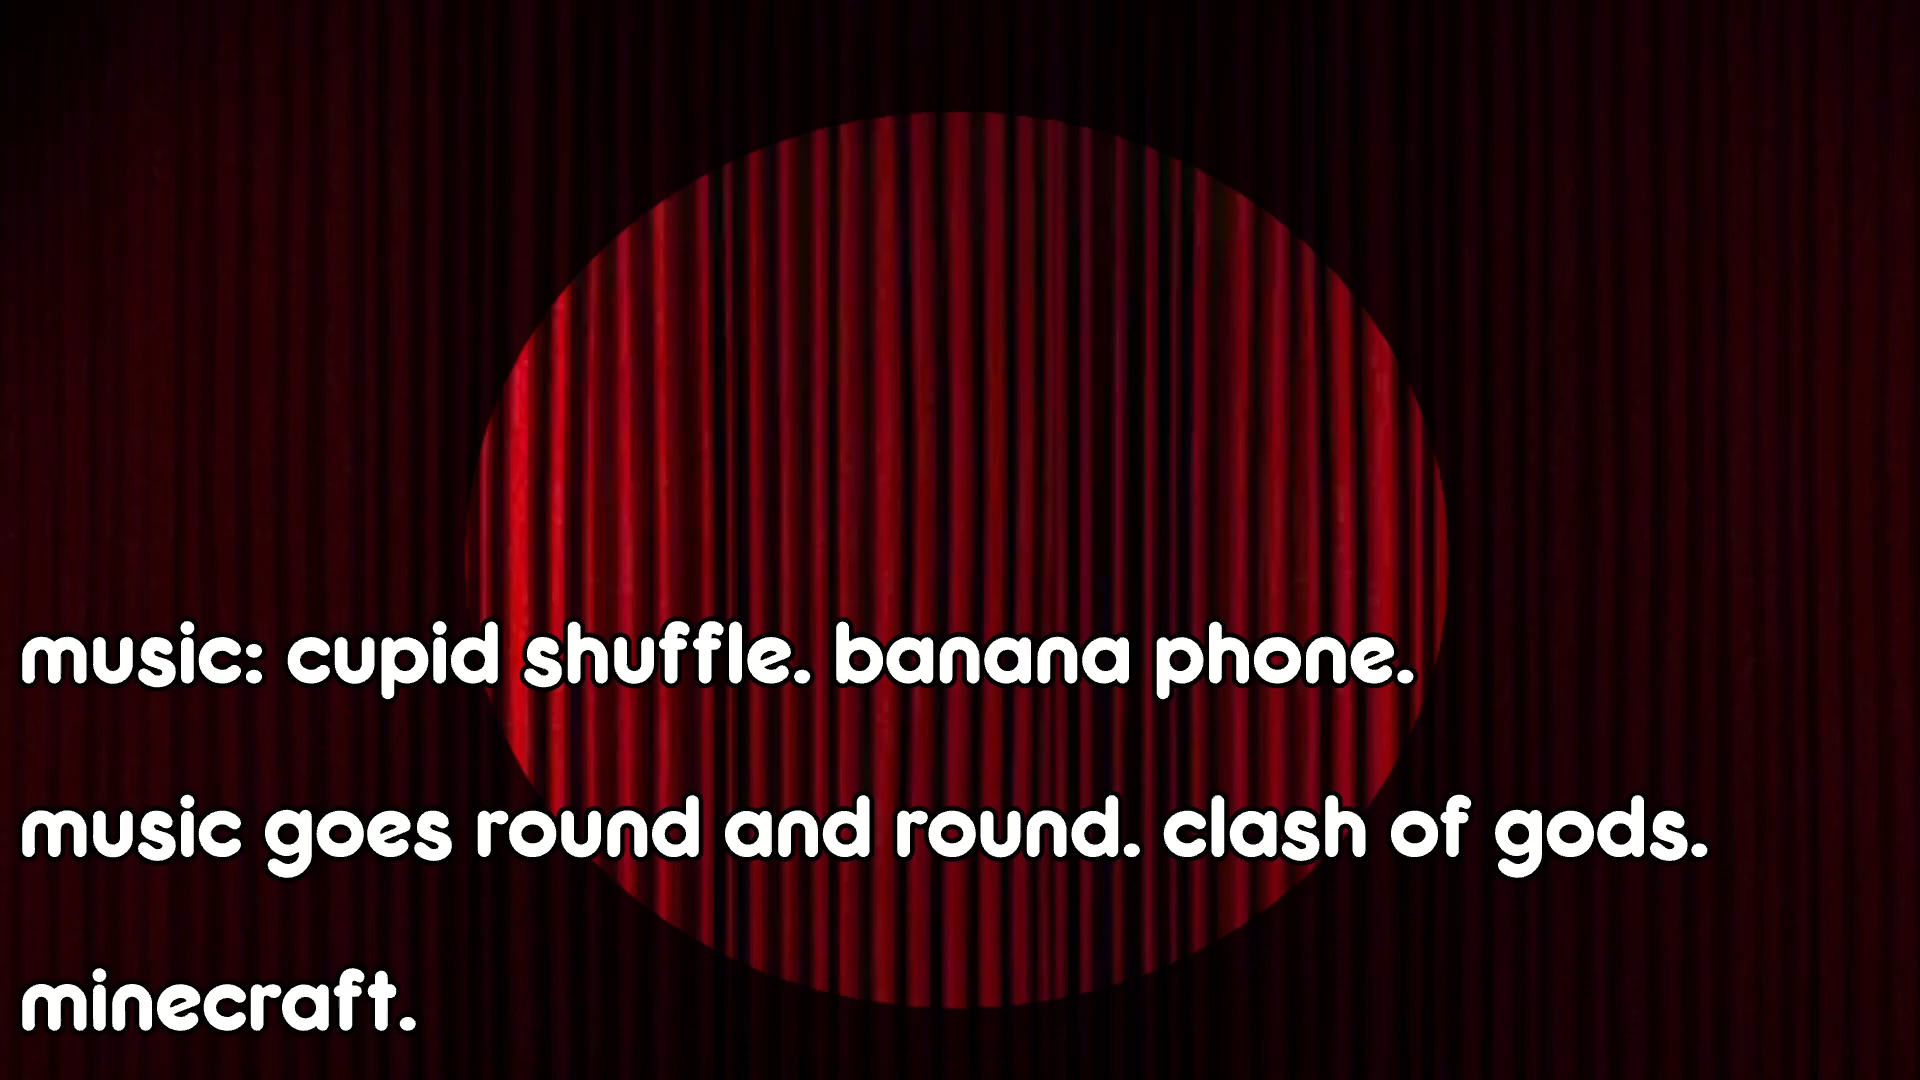 music: cupid shuffle. banana phone.
music goes round and round. clash of gods.
minecraft.